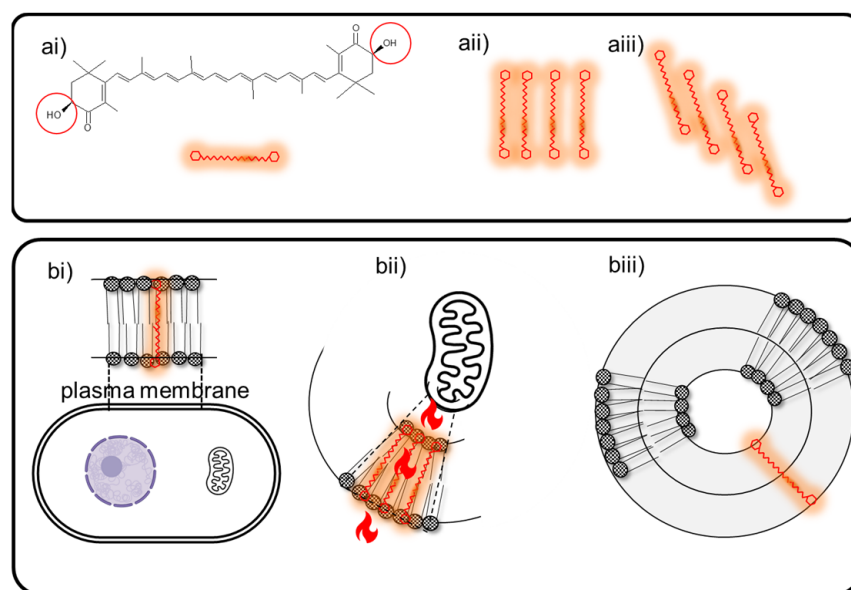 ai)
O
OH
HO
O
aii)
aiii)
bi)
plasma membrane
bii)
biii)